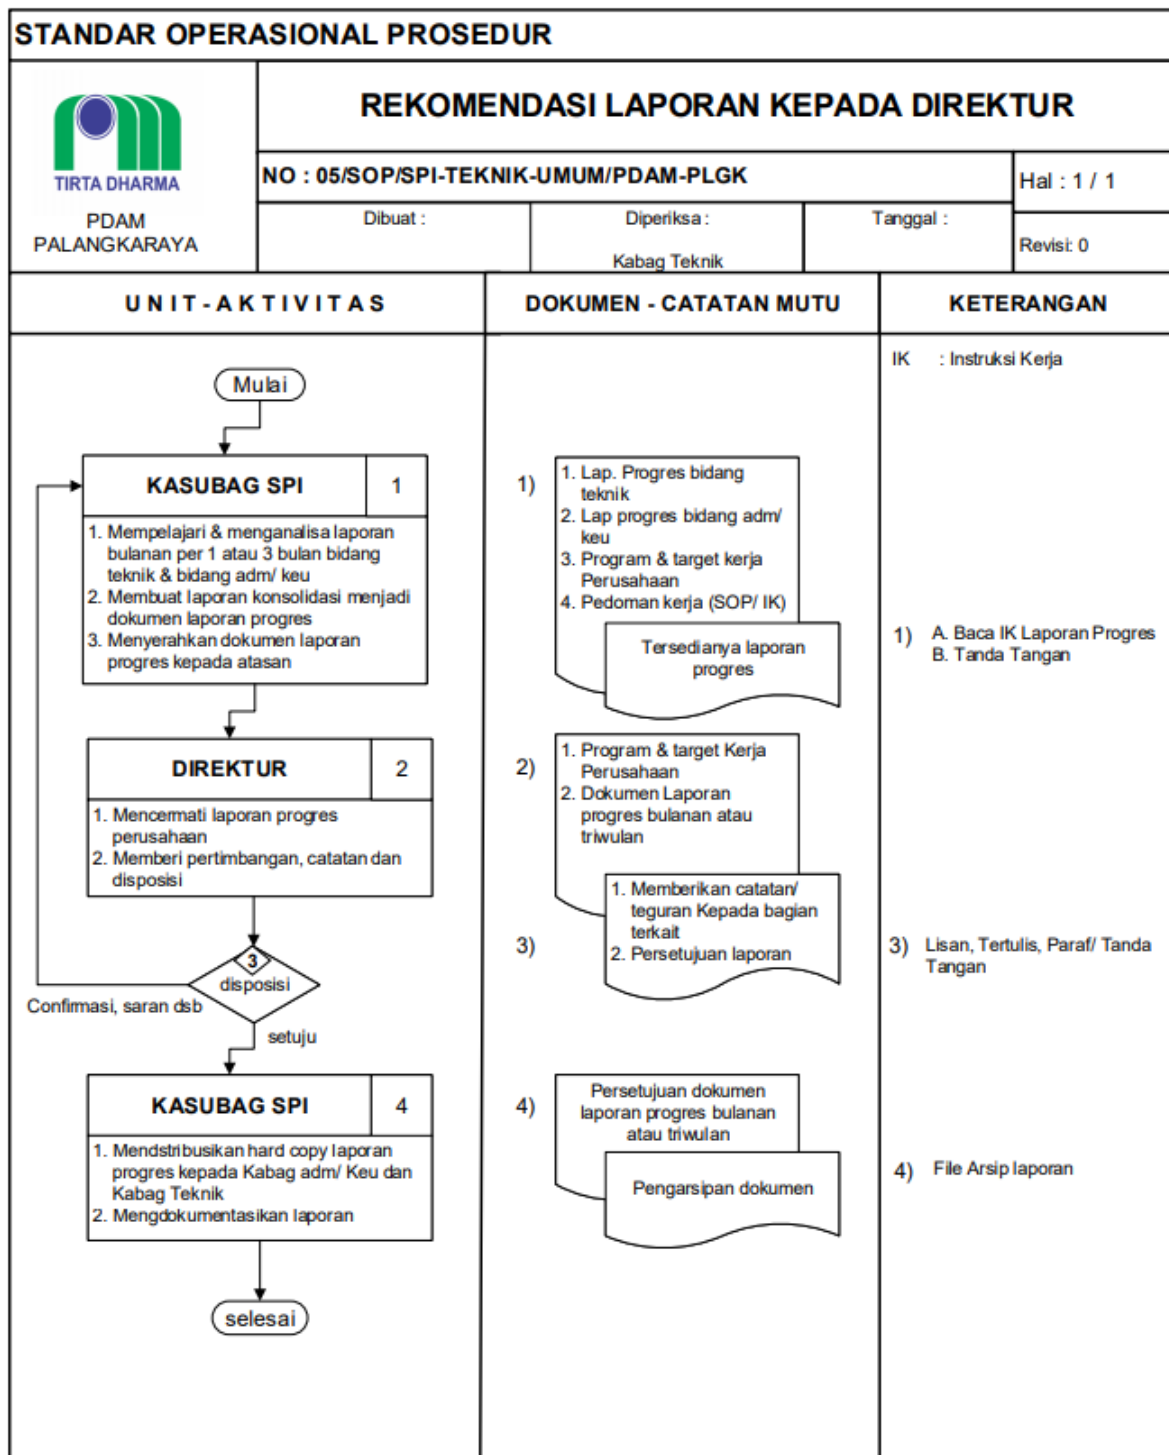 STANDAR OPERASIONAL PROSEDUR
TIRTA DHARMA
PDAM
PALANGKARAYA
REKOMENDASI LAPORAN KEPADA DIREKTUR
NO : 05/SOP/SPI-TEKNIK-UMUM/PDAM-PLGK
Hal : 1 / 1
Dibuat :
Diperiksa :
Kabag Teknik
Tanggal :
Revisi: 0
UNIT-AKTIVITAS
DOKUMEN - CATATAN MUTU
KETERANGAN
Mulai
KASUBAG SPI
1
1. Mempelajari & menganalisa laporan
bulanan per 1 atau 3 bulan bidang
teknik & bidang adm/ keu
2. Membuat laporan konsolidasi menjadi
dokumen laporan progres
3. Menyerahkan dokumen laporan
progres kepada atasan
DIREKTUR
2
1. Mencermati laporan progres
perusahaan
2. Memberi pertimbangan, catatan dan
disposisi
3
disposisi
Confirmasi, saran dsb
setuju
KASUBAG SPI
4
1. Mendstribusikan hard copy laporan
progres kepada Kabag adm/ Keu dan
Kabag Teknik
2. Mengdokumentasikan laporan
selesai
1)
1. Lap. Progres bidang
teknik
2. Lap progres bidang adm/
keu
3. Program & target kerja
Perusahaan
4. Pedoman kerja (SOP/ IK)
Tersedianya laporan
progres
2)
1. Program & target Kerja
Perusahaan
2. Dokumen Laporan
progres bulanan atau
triwulan
3)
1. Memberikan catatan/
teguran Kepada bagian
terkait
2. Persetujuan laporan
4)
Persetujuan dokumen
laporan progres bulanan
atau triwulan
Pengarsipan dokumen
IK : Instruksi Kerja
1) A. Baca IK Laporan Progres
B. Tanda Tangan
3) Lisan, Tertulis, Paraf/ Tanda
Tangan
4) File Arsip laporan